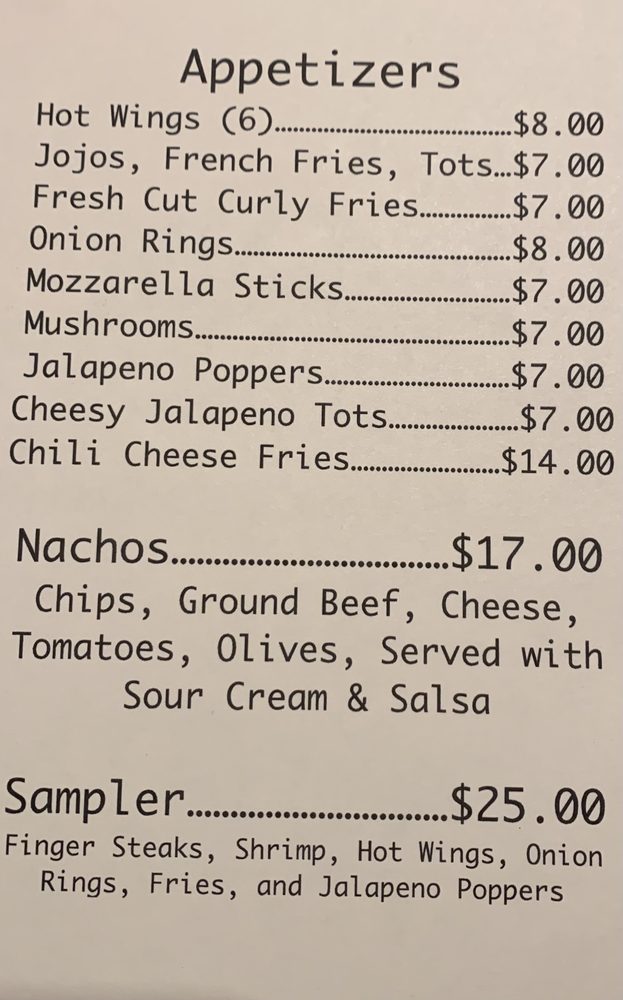 Appetizers
Hot Wings (6)....................................$8.00
Jojos, French Fries, Tots...$7.00
Fresh Cut Curly Fries..............$7.00
Onion Rings..........................................$8.00
Mozzarella Sticks.........................$7.00
Mushrooms................................................$7.00
Jalapeno Poppers............................$7.00
Cheesy Jalapeno Tots....................$7.00
Chili Cheese Fries.......................$14.00
Nachos.................................$17.00
Chips, Ground Beef, Cheese,
Tomatoes, Olives, Served with
Sour Cream & Salsa
Sampler...............................$25.00
Finger Steaks, Shrimp, Hot Wings, Onion
Rings, Fries, and Jalapeno Poppers